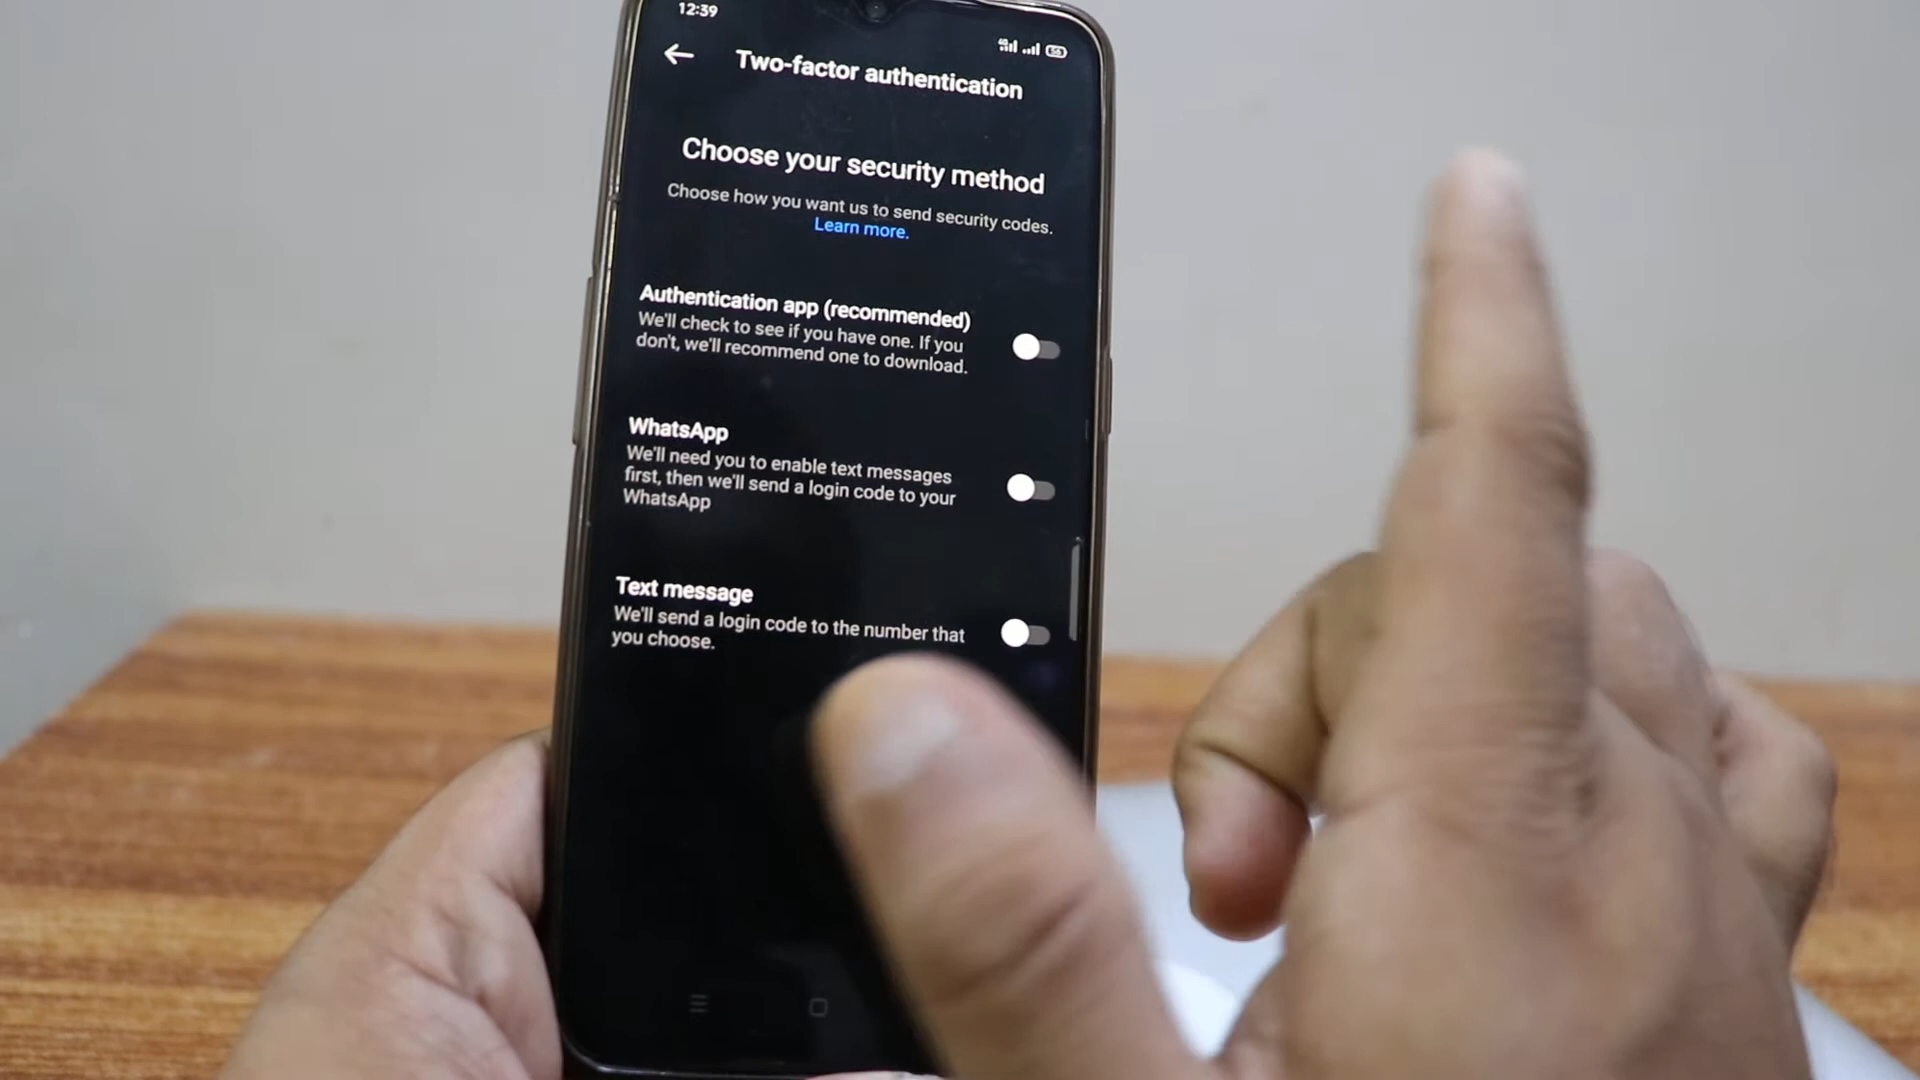 12:39
Two-factor authentication
Choose your security method
Choose how you want us to send security codes.
Learn more.
Authentication app (recommended)
We'll check to see if you have one. If you
don't, we'll recommend one to download.
WhatsApp
We'll need you to enable text messages
first, then we'll send a login code to your
WhatsApp
Text message
We'll send a login code to the number that
you choose.